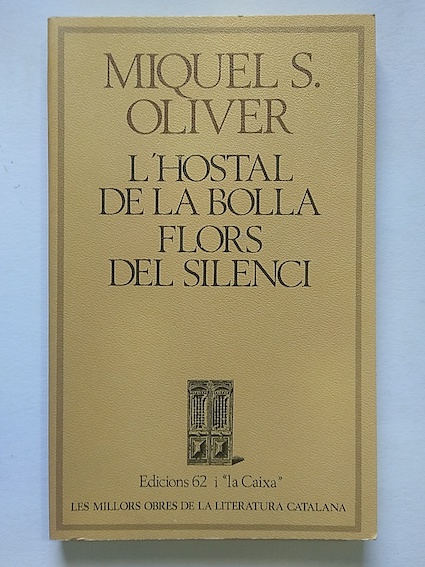 MIQUEL S.
OLIVER
L'HOSTAL
DE LA BOLLA
FLORS
DEL SILENCI
Edicions 62 i "la Caixa"
LES MILLORS OBRES DE LA LITERATURA CATALANA